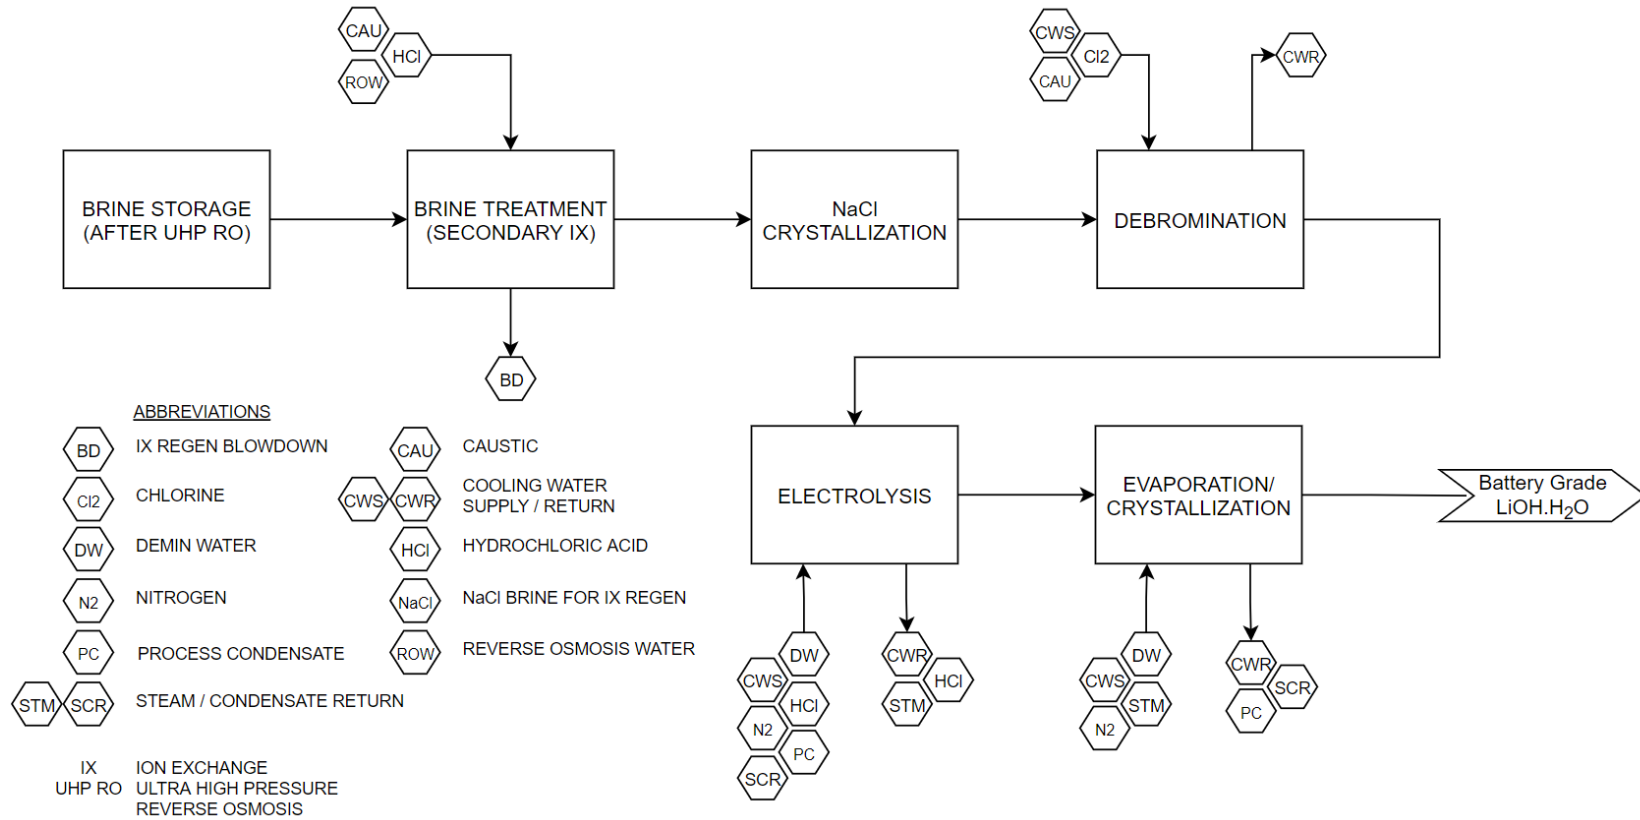 CAU
HCl
ROW
CWS
Cl2
CAU
CWR
BRINE STORAGE
(AFTER UHP RO)
BRINE TREATMENT
(SECONDARY IX)
NaCl
CRYSTALLIZATION
DEBROMINATION
BD
ABBREVIATIONS
BD IX REGEN BLOWDOWN
Cl2 CHLORINE
DW DEMIN WATER
N2 NITROGEN
PC PROCESS CONDENSATE
STM SCR STEAM / CONDENSATE RETURN
IX ION EXCHANGE
UHP RO ULTRA HIGH PRESSURE
REVERSE OSMOSIS
CAU CAUSTIC
CWS CWR COOLING WATER
SUPPLY / RETURN
HCl HYDROCHLORIC ACID
NaCl NaCl BRINE FOR IX REGEN
ROW REVERSE OSMOSIS WATER
ELECTROLYSIS
EVAPORATION/
CRYSTALLIZATION
Battery Grade
LiOH.H2O
DW
CWS
HCl
N2
PC
SCR
CWR
HCl
STM
DW
CWS
STM
N2
CWR
SCR
PC